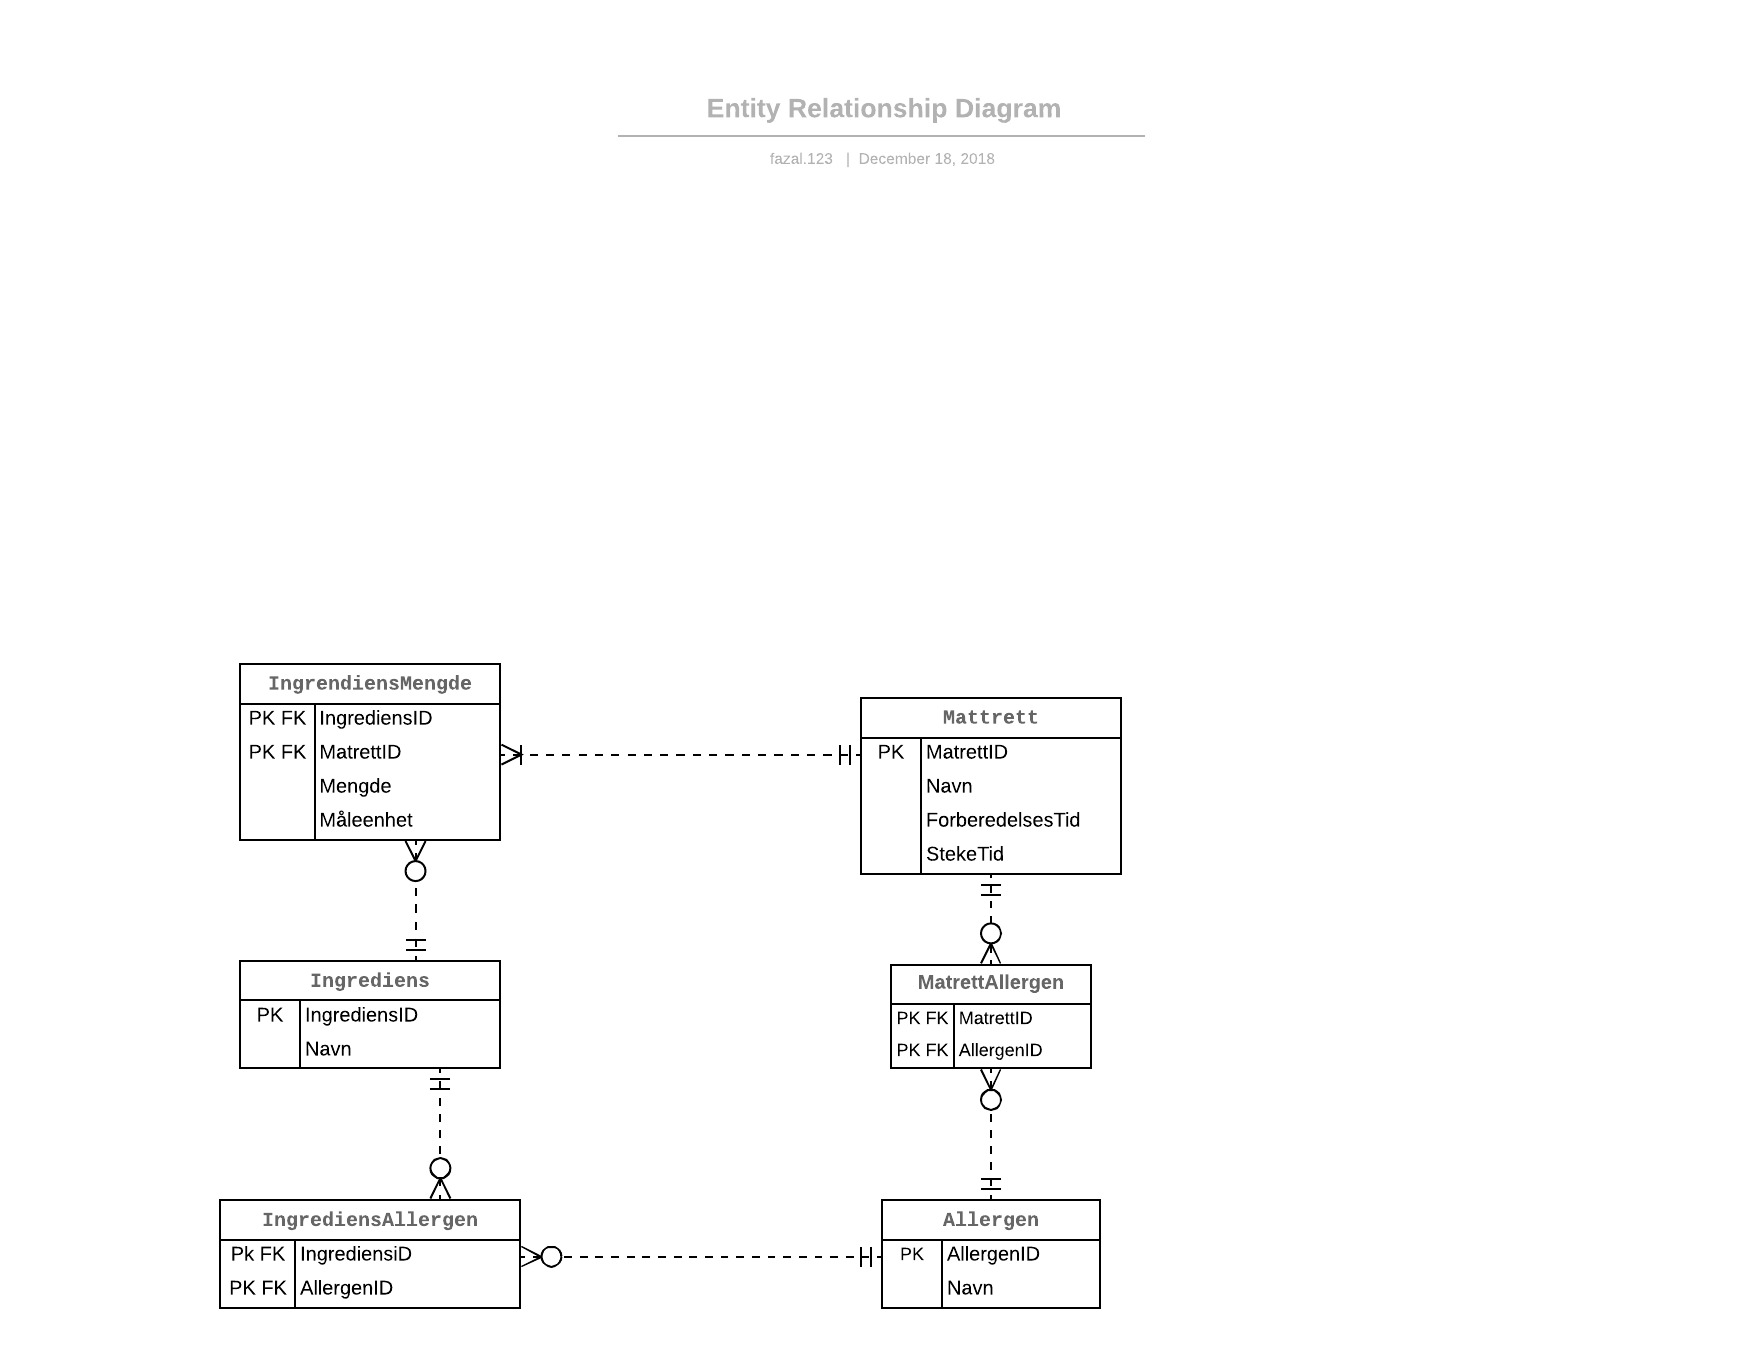 Entity Relationship Diagram
fazal.123 | December 18, 2018
IngrendiensMengde
PK FK IngrediensID
PK FK MatrettID
Mengde
Måleenhet
Mattrett
PK MatrettID
Navn
ForberedelsesTid
StekeTid
Ingrediens
PK IngrediensID
Navn
MatrettAllergen
PK FK MatrettID
PK FK AllergenID
IngrediensAllergen
Pk FK IngrediensiD
PK FK AllergenID
Allergen
PK AllergenID
Navn